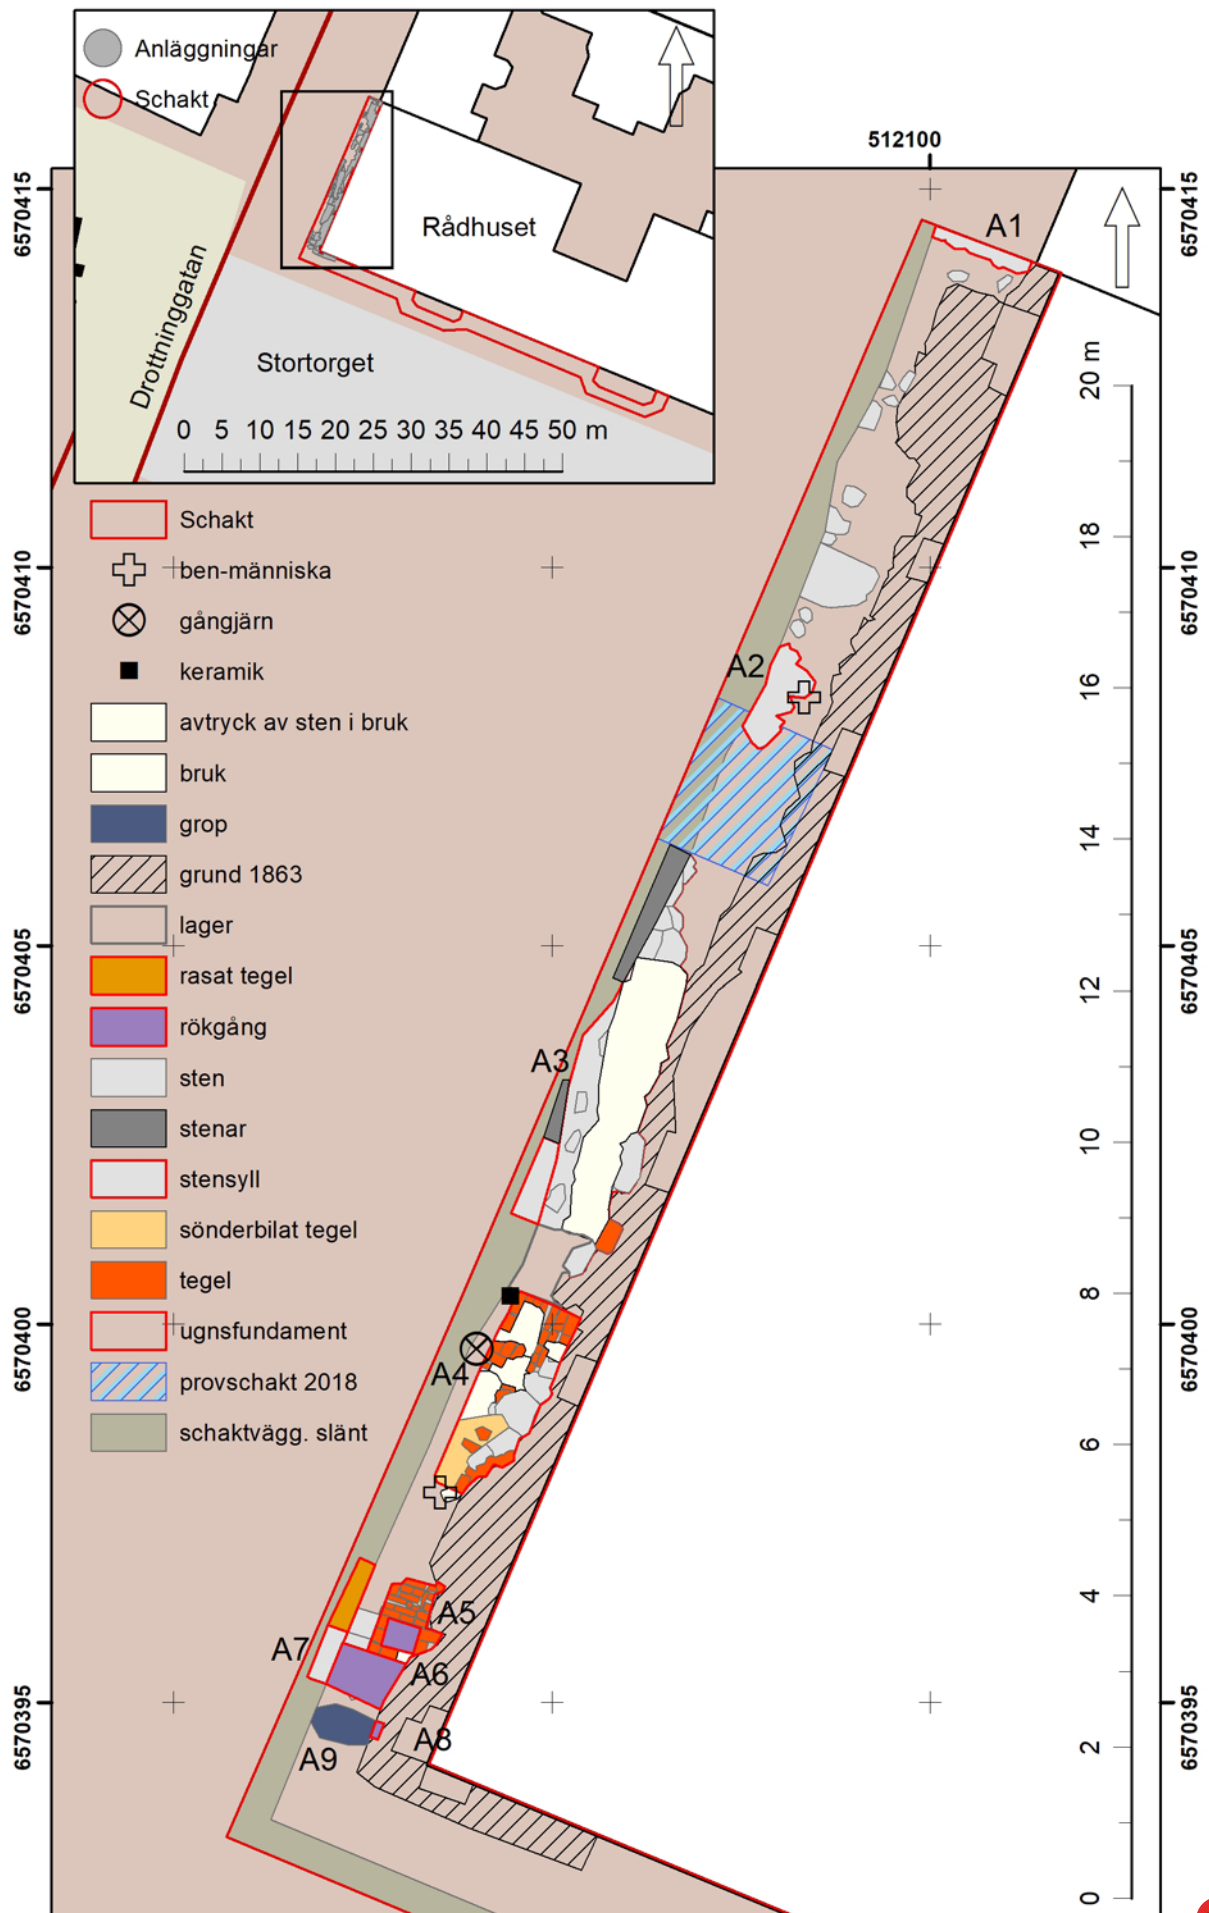 Anläggningar
Schakt
Rådhuset
Drottninggatan
Stortorget
0 5 10 15 20 25 30 35 40 45 50 m
512100
6570415
6570415
A1
20 m
Schakt
ben-människa
gångjärn
keramik
avtryck av sten i bruk
bruk
grop
grund 1863
lager
rasat tegel
rökgång
sten
stenar
stensyll
sönderbilat tegel
tegel
ugnsfundament
provschakt 2018
schaktvägg. slänt
6570410
6570410
18
A2
16
14
6570405
6570405
12
A3
10
8
6570400
6570400
A4
6
4
A5
A7
A6
6570395
6570395
A8
A9
2
0